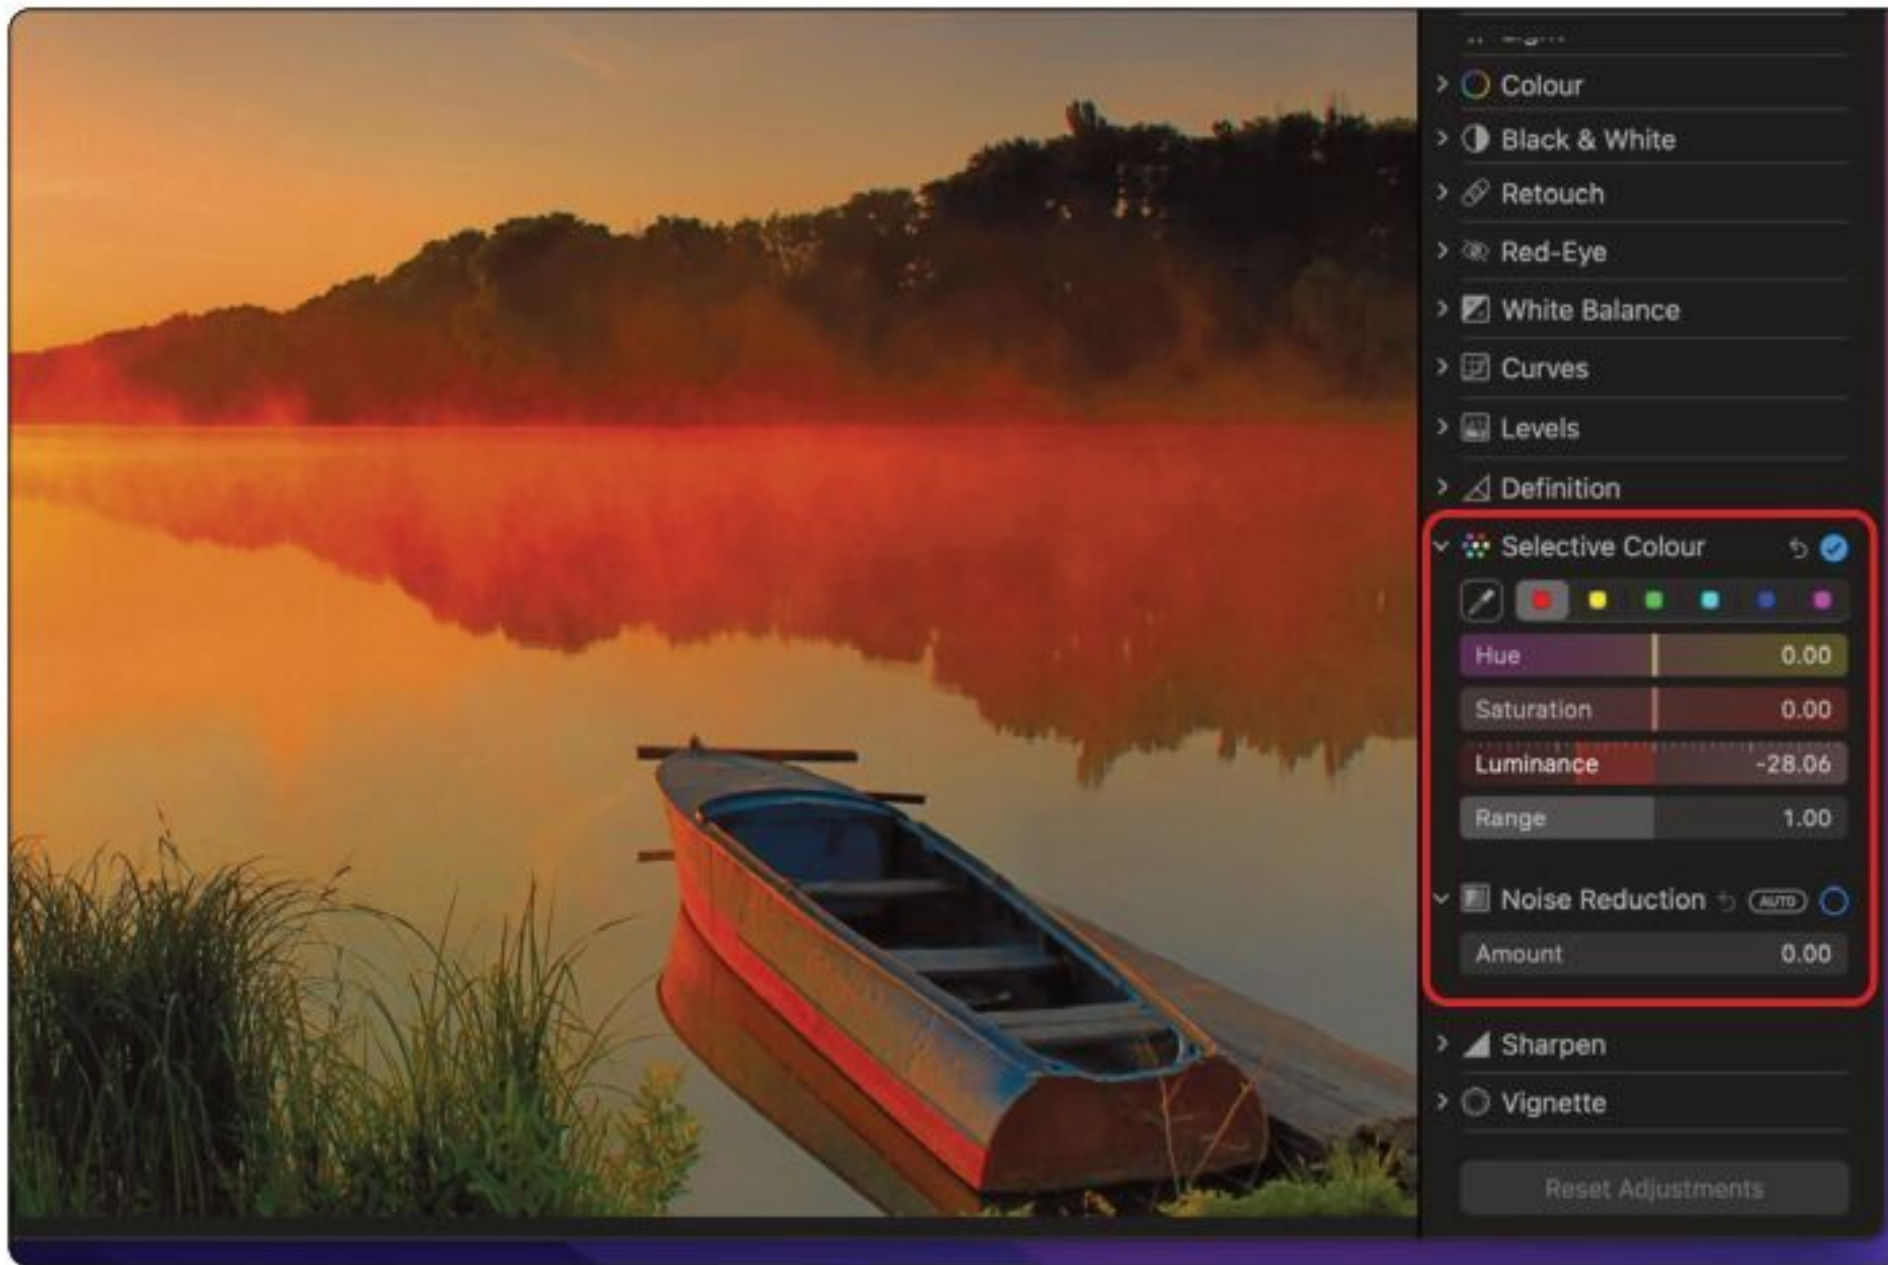 Colour
Black & White
Retouch
Red-Eye
White Balance
Curves
Levels
Definition
Selective Colour
Hue 0.00
Saturation 0.00
Luminance -28.06
Range 1.00
Noise Reduction AUTO
Amount 0.00
Sharpen
Vignette
Reset Adjustments